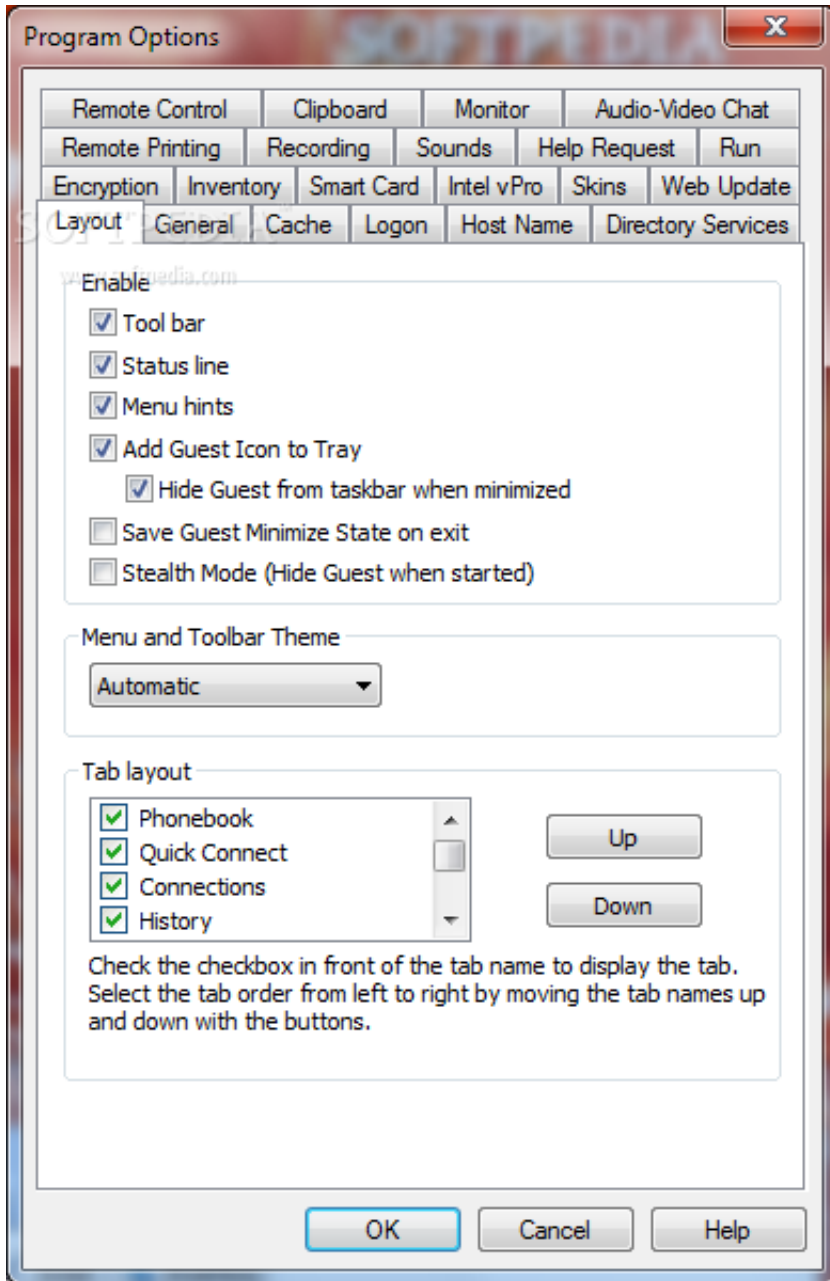 Program Options
SOFTPEDIA
Remote Control Clipboard Monitor Audio-Video Chat
Remote Printing Recording Sounds Help Request Run
Encryption Inventory Smart Card Intel vPro Skins Web Update
SOFTPEDIA
Layout General Cache Logon Host Name Directory Services
www.softpedia.com
Enable
Tool bar
Status line
Menu hints
Add Guest Icon to Tray
Hide Guest from taskbar when minimized
Save Guest Minimize State on exit
Stealth Mode (Hide Guest when started)
Menu and Toolbar Theme
Automatic
Tab layout
Phonebook
Quick Connect
Connections
History
Up
Down
Check the checkbox in front of the tab name to display the tab.
Select the tab order from left to right by moving the tab names up
and down with the buttons.
OK Cancel Help